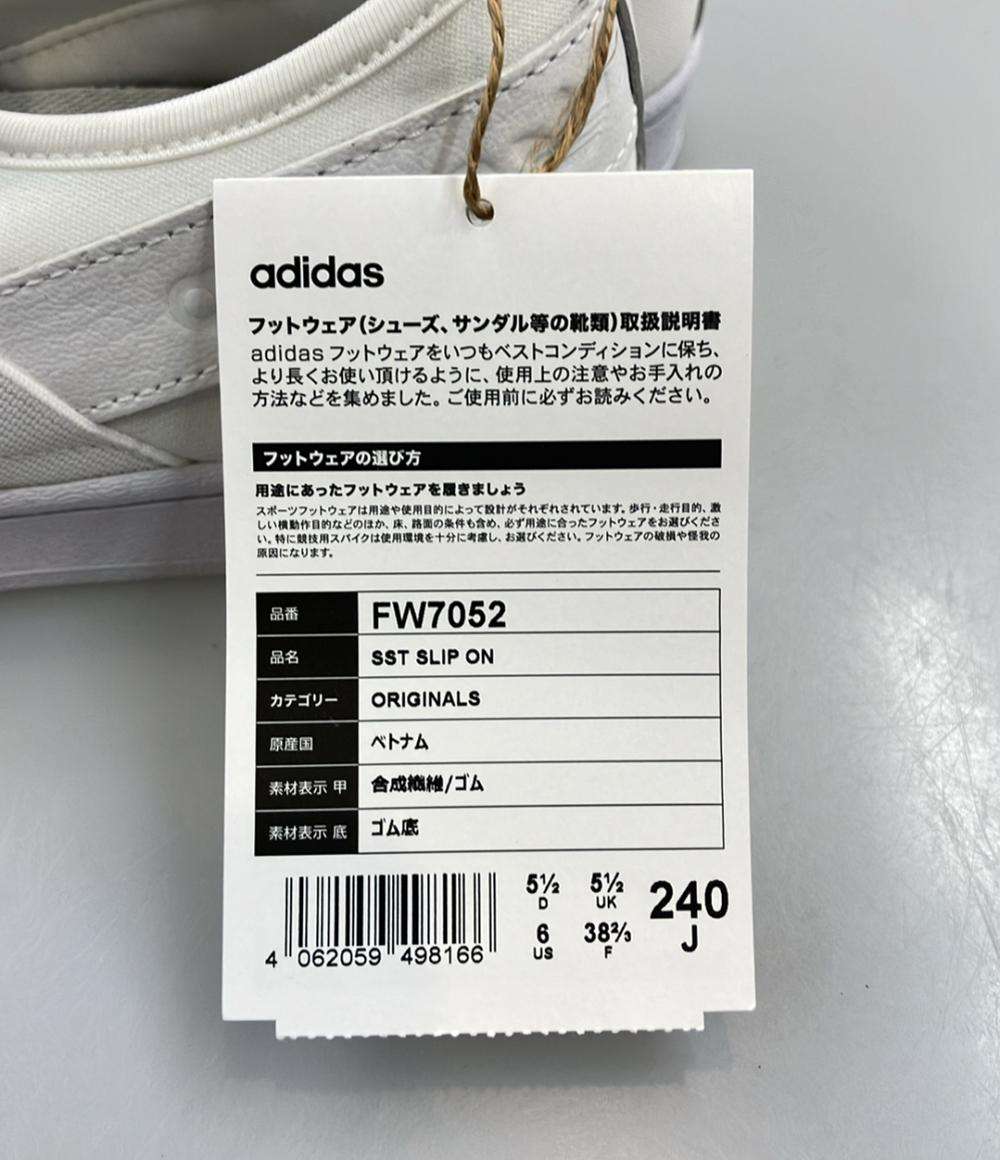 adidas
フットウェア(シューズ、サンダル等の靴類)取扱説明書
adidas フットウェアをいつもベストコンディションに保ち、
より長くお使い頂けるように、使用上の注意やお手入れの
方法などを集めました。ご使用前に必ずお読みください。
フットウェアの選び方
用途にあったフットウェアを履きましょう
スポーツフットウェアは用途や使用目的によって設計がそれぞれされています。歩行・走行目的、激
しい横動作目的などのほか、床、路面の条件も含め、必ず用途に合ったフットウェアをお選びくださ
い。特に競技用スパイクは使用環境を十分に考慮し、お選びください。フットウェアの破損や怪我の
原因になります。
品番 FW7052
品名 SST SLIP ON
カテゴリー ORIGINALS
原産国 ベトナム
素材表示 甲 合成繊維/ゴム
素材表示 底 ゴム底
5½ 5½ 240
D UK J
6 38⅔
US F
4 062059 498166